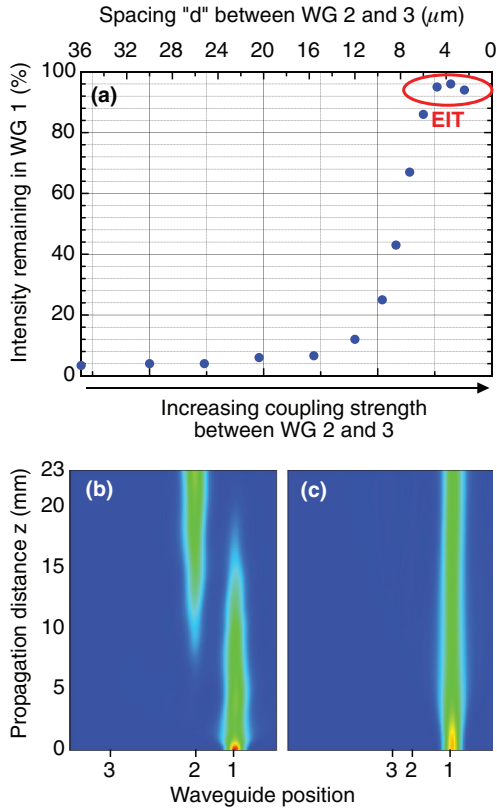 Spacing "d" between WG 2 and 3 (μm)
36 32 28 24 20 16 12 8 4 0
Intensity remaining in WG 1 (%)
100
80
60
40
20
0
(a)
EIT
Increasing coupling strength
between WG 2 and 3
Propagation distance z (mm)
23
20
15
10
5
0
(b) (c)
3 2 1 3 2 1
Waveguide position